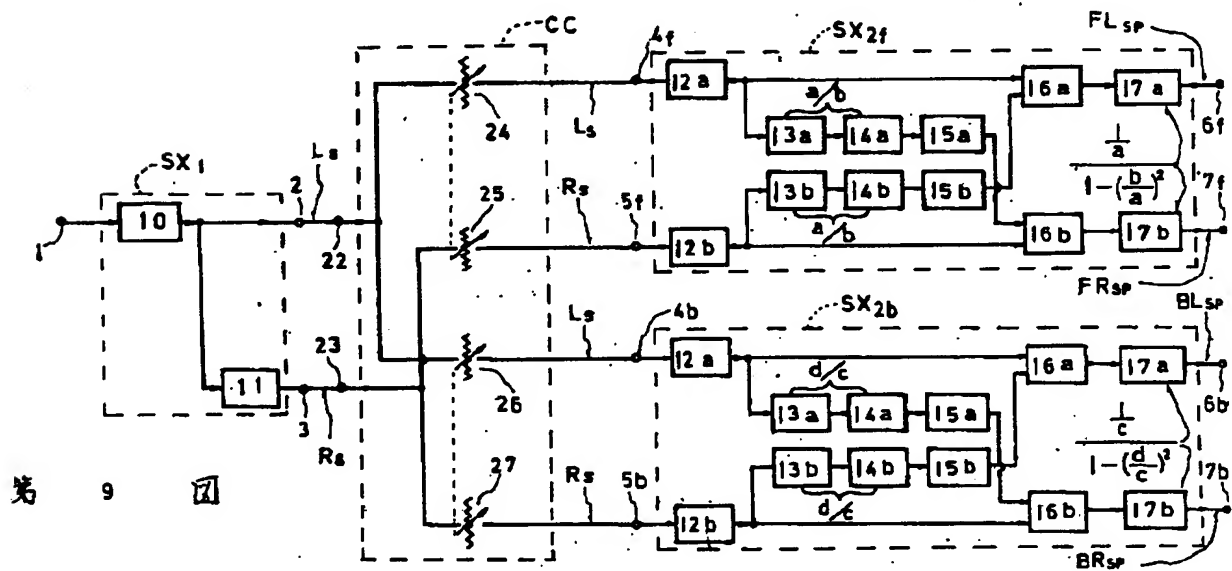 CC
SX₁
1
10
11
2
Ls
22
3
Rs
23
24
25
26
27
Ls
4f
Rs
5f
Ls
4b
Rs
5b
SX₂f
12a
a/b
13a
14a
15a
13b
14b
15b
a/b
12b
16a
17a
16b
17b
FLSP
6f
1/a
1-(b/a)²
7f
FRSP
SX₂b
12a
d/c
13a
14a
15a
13b
14b
15b
d/c
12b
16a
17a
16b
17b
BLSP
6b
1/c
1-(d/c)²
7b
BRSP
第 9 図